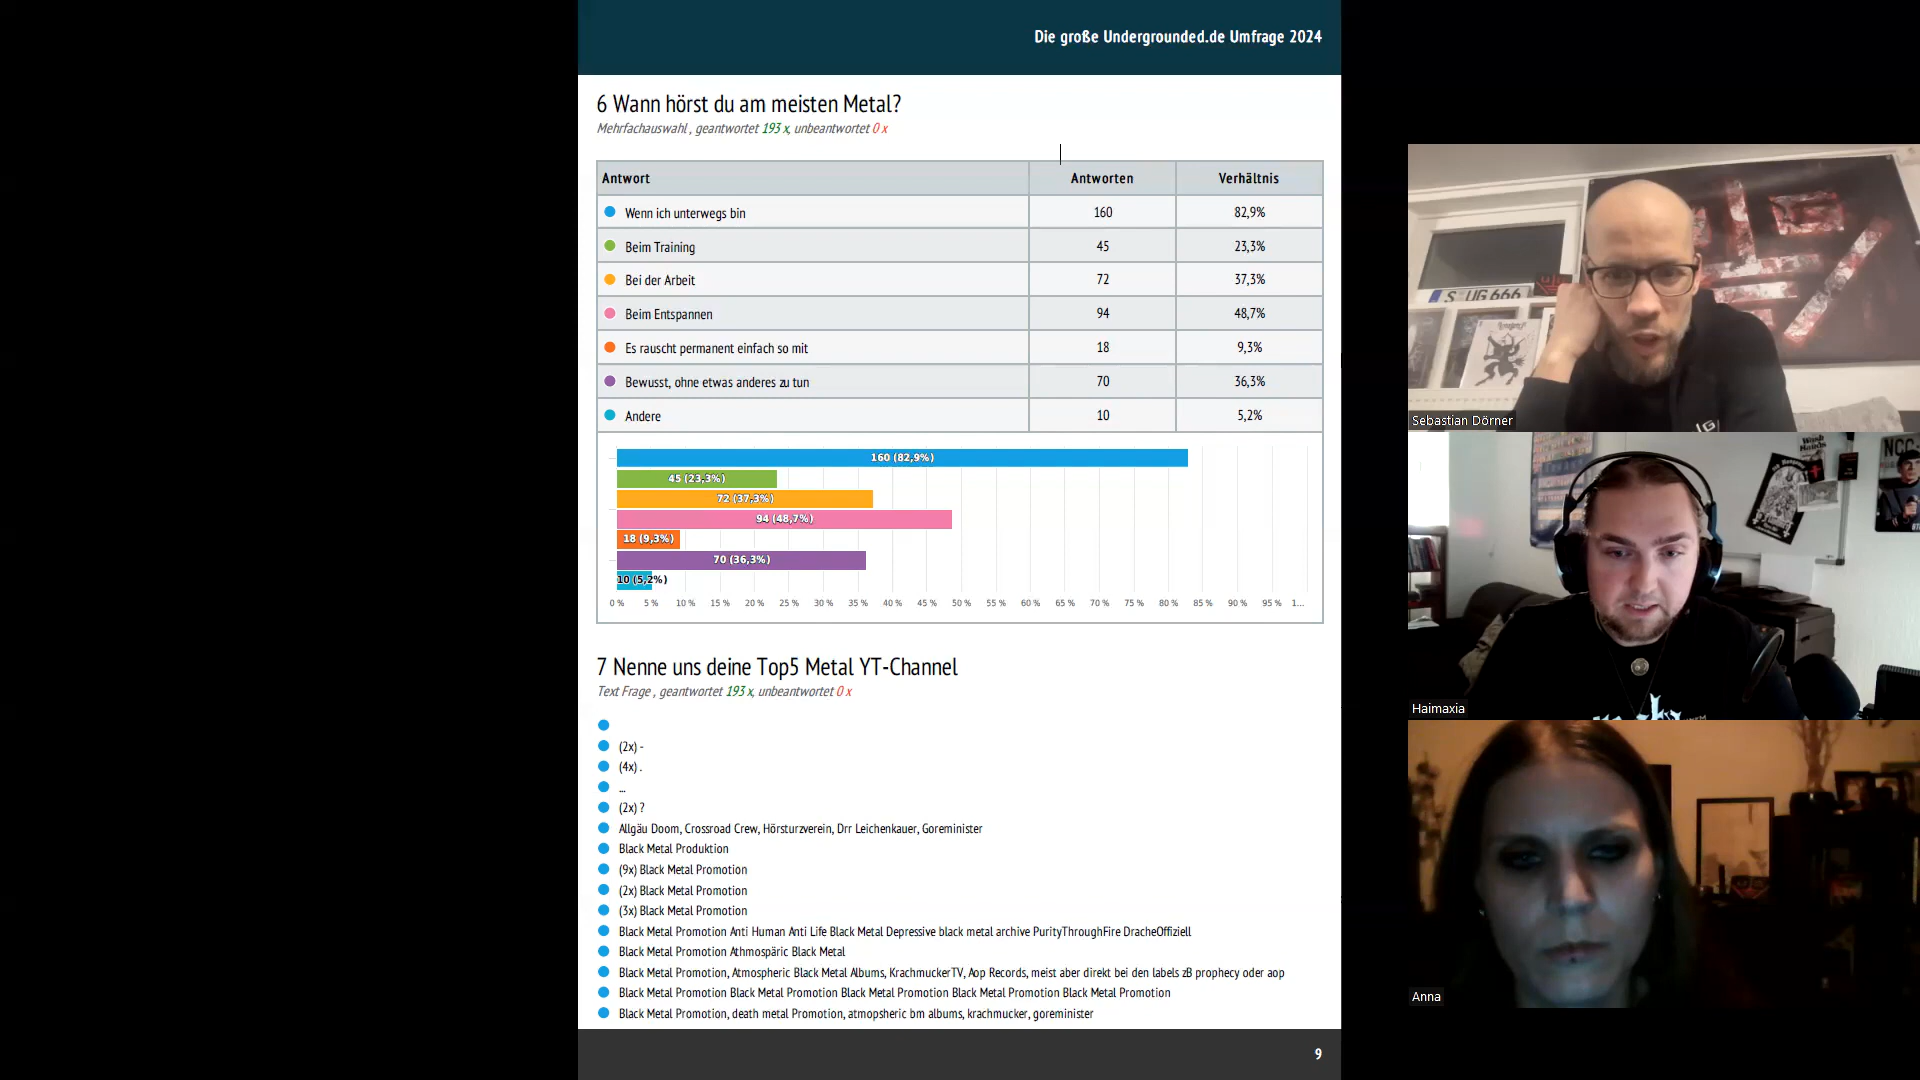 Die große Undergrounded.de Umfrage 2024
6 Wann hörst du am meisten Metal?
Mehrfachauswahl , geantwortet 193 x, unbeantwortet 0 x
Antwort Antworten Verhältnis
Wenn ich unterwegs bin 160 82,9%
Beim Training 45 23,3%
Bei der Arbeit 72 37,3%
Beim Entspannen 94 48,7%
Es rauscht permanent einfach so mit 18 9,3%
Bewusst, ohne etwas anderes zu tun 70 36,3%
Andere 10 5,2%
160 (82,9%)
45 (23,3%)
72 (37,3%)
94 (48,7%)
18 (9,3%)
70 (36,3%)
10 (5,2%)
0 % 5 % 10 % 15 % 20 % 25 % 30 % 35 % 40 % 45 % 50 % 55 % 60 % 65 % 70 % 75 % 80 % 85 % 90 % 95 % 1...
7 Nenne uns deine Top5 Metal YT-Channel
Text Frage , geantwortet 193 x, unbeantwortet 0 x
(2x) -
(4x) .
...
(2x) ?
Allgäu Doom, Crossroad Crew, Hörsturzverein, Drr Leichenkauer, Goreminister
Black Metal Produktion
(9x) Black Metal Promotion
(2x) Black Metal Promotion
(3x) Black Metal Promotion
Black Metal Promotion Anti Human Anti Life Black Metal Depressive black metal archive PurityThroughFire DracheOffiziell
Black Metal Promotion Athmospäric Black Metal
Black Metal Promotion, Atmospheric Black Metal Albums, KrachmuckerTV, Aop Records, meist aber direkt bei den labels zB prophecy oder aop
Black Metal Promotion Black Metal Promotion Black Metal Promotion Black Metal Promotion Black Metal Promotion
Black Metal Promotion, death metal Promotion, atmopsheric bm albums, krachmucker, goreminister
9
S UG 666
UG
Sebastian Dörner
NCC-
Haimaxia
Anna